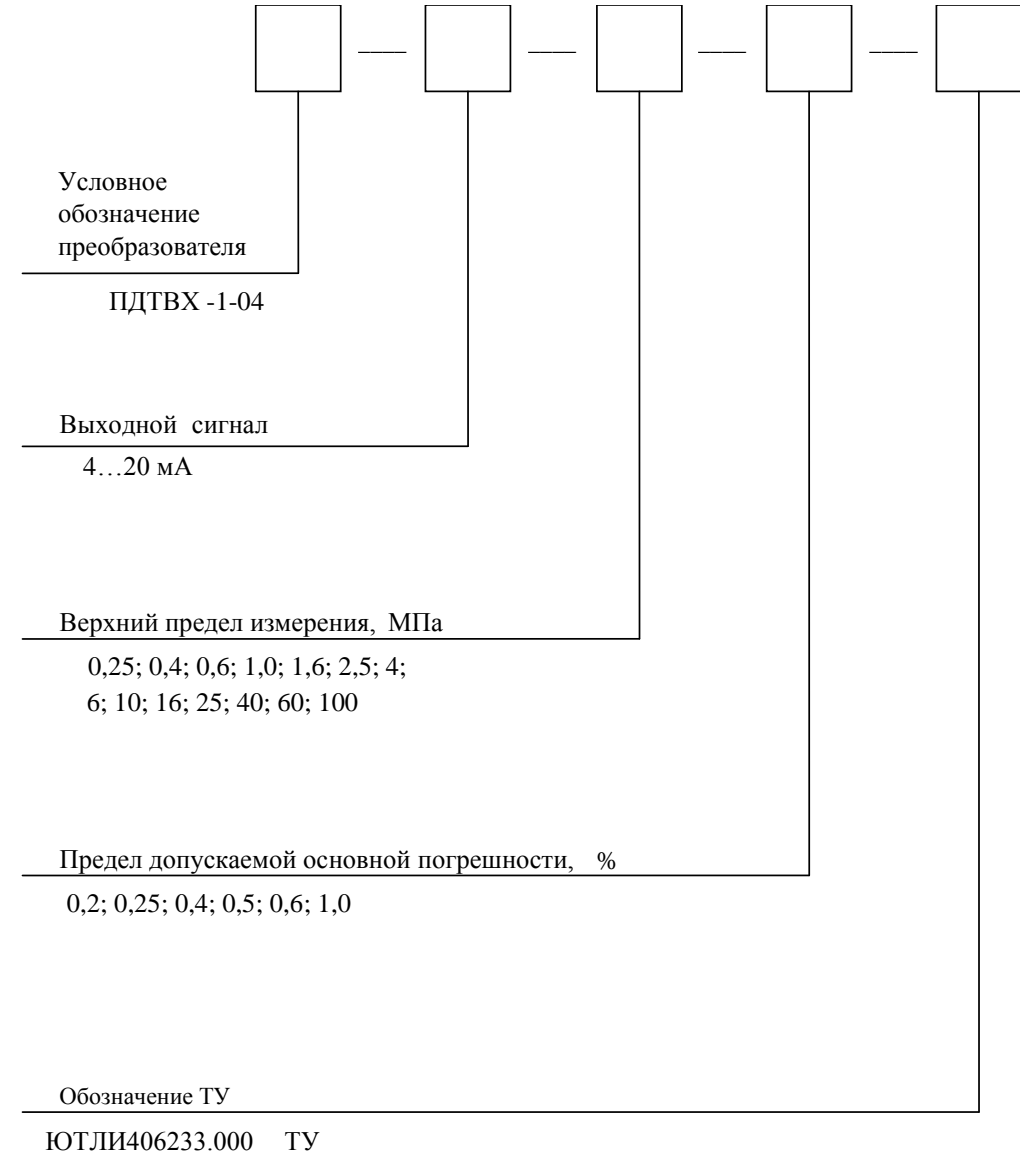 Условное
обозначение
преобразователя
ПДТВХ -1-04
Выходной сигнал
4…20 мА
Верхний предел измерения, МПа
0,25; 0,4; 0,6; 1,0; 1,6; 2,5; 4;
6; 10; 16; 25; 40; 60; 100
Предел допускаемой основной погрешности, %
0,2; 0,25; 0,4; 0,5; 0,6; 1,0
Обозначение ТУ
ЮТЛИ406233.000 ТУ